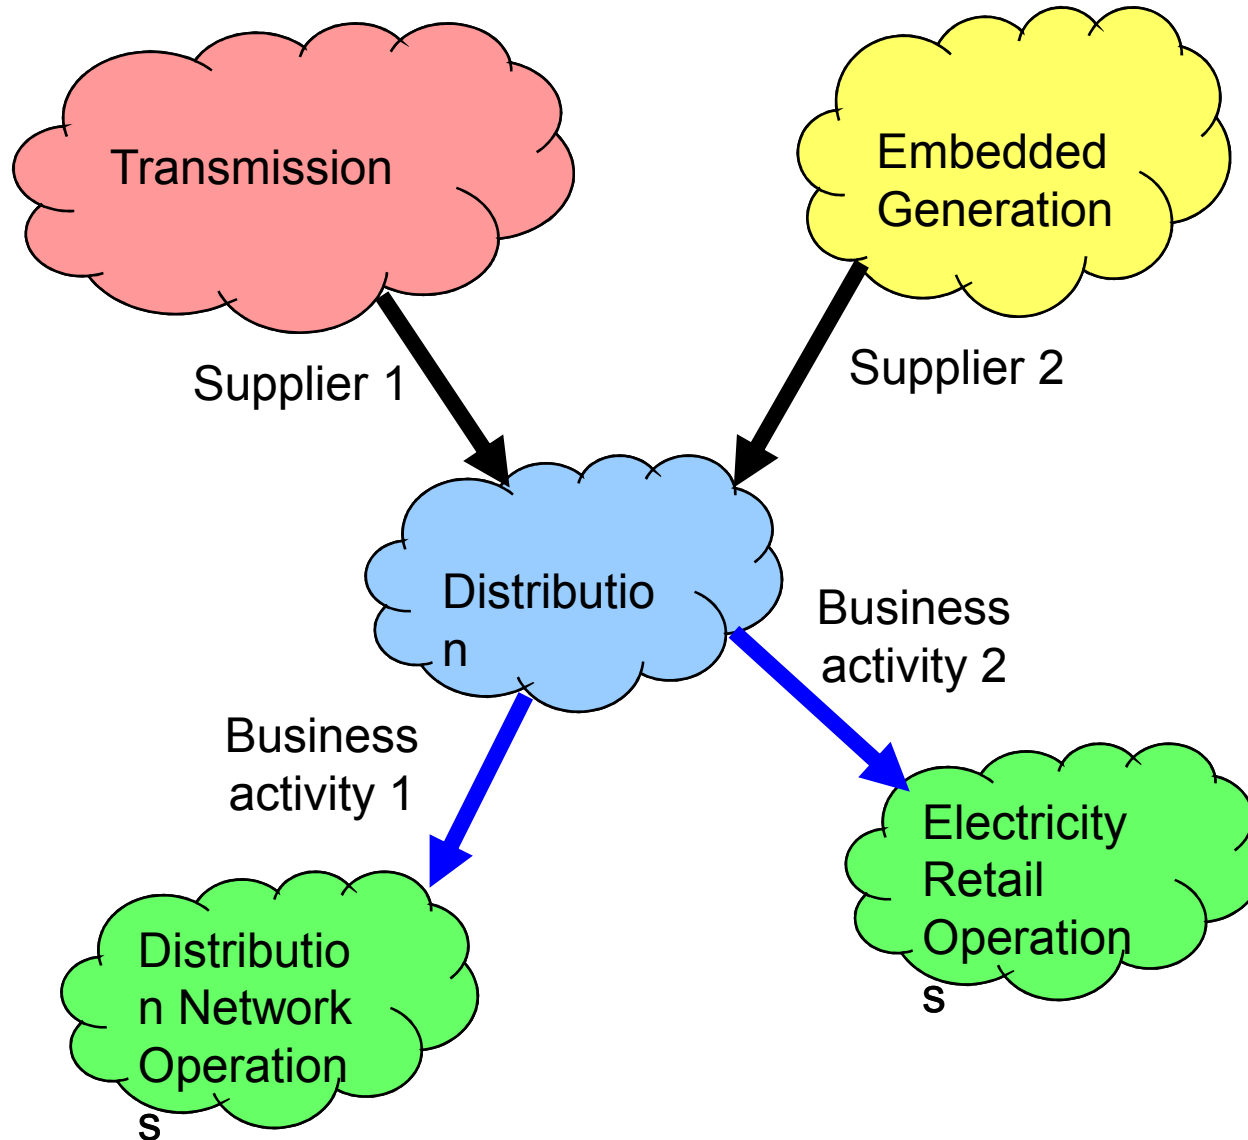 Transmission
Embedded
Generation
Supplier 1
Supplier 2
Distributio
n
Business
activity 2
Business
activity 1
Electricity
Retail
Operation
s
Distributio
n Network
Operation
s